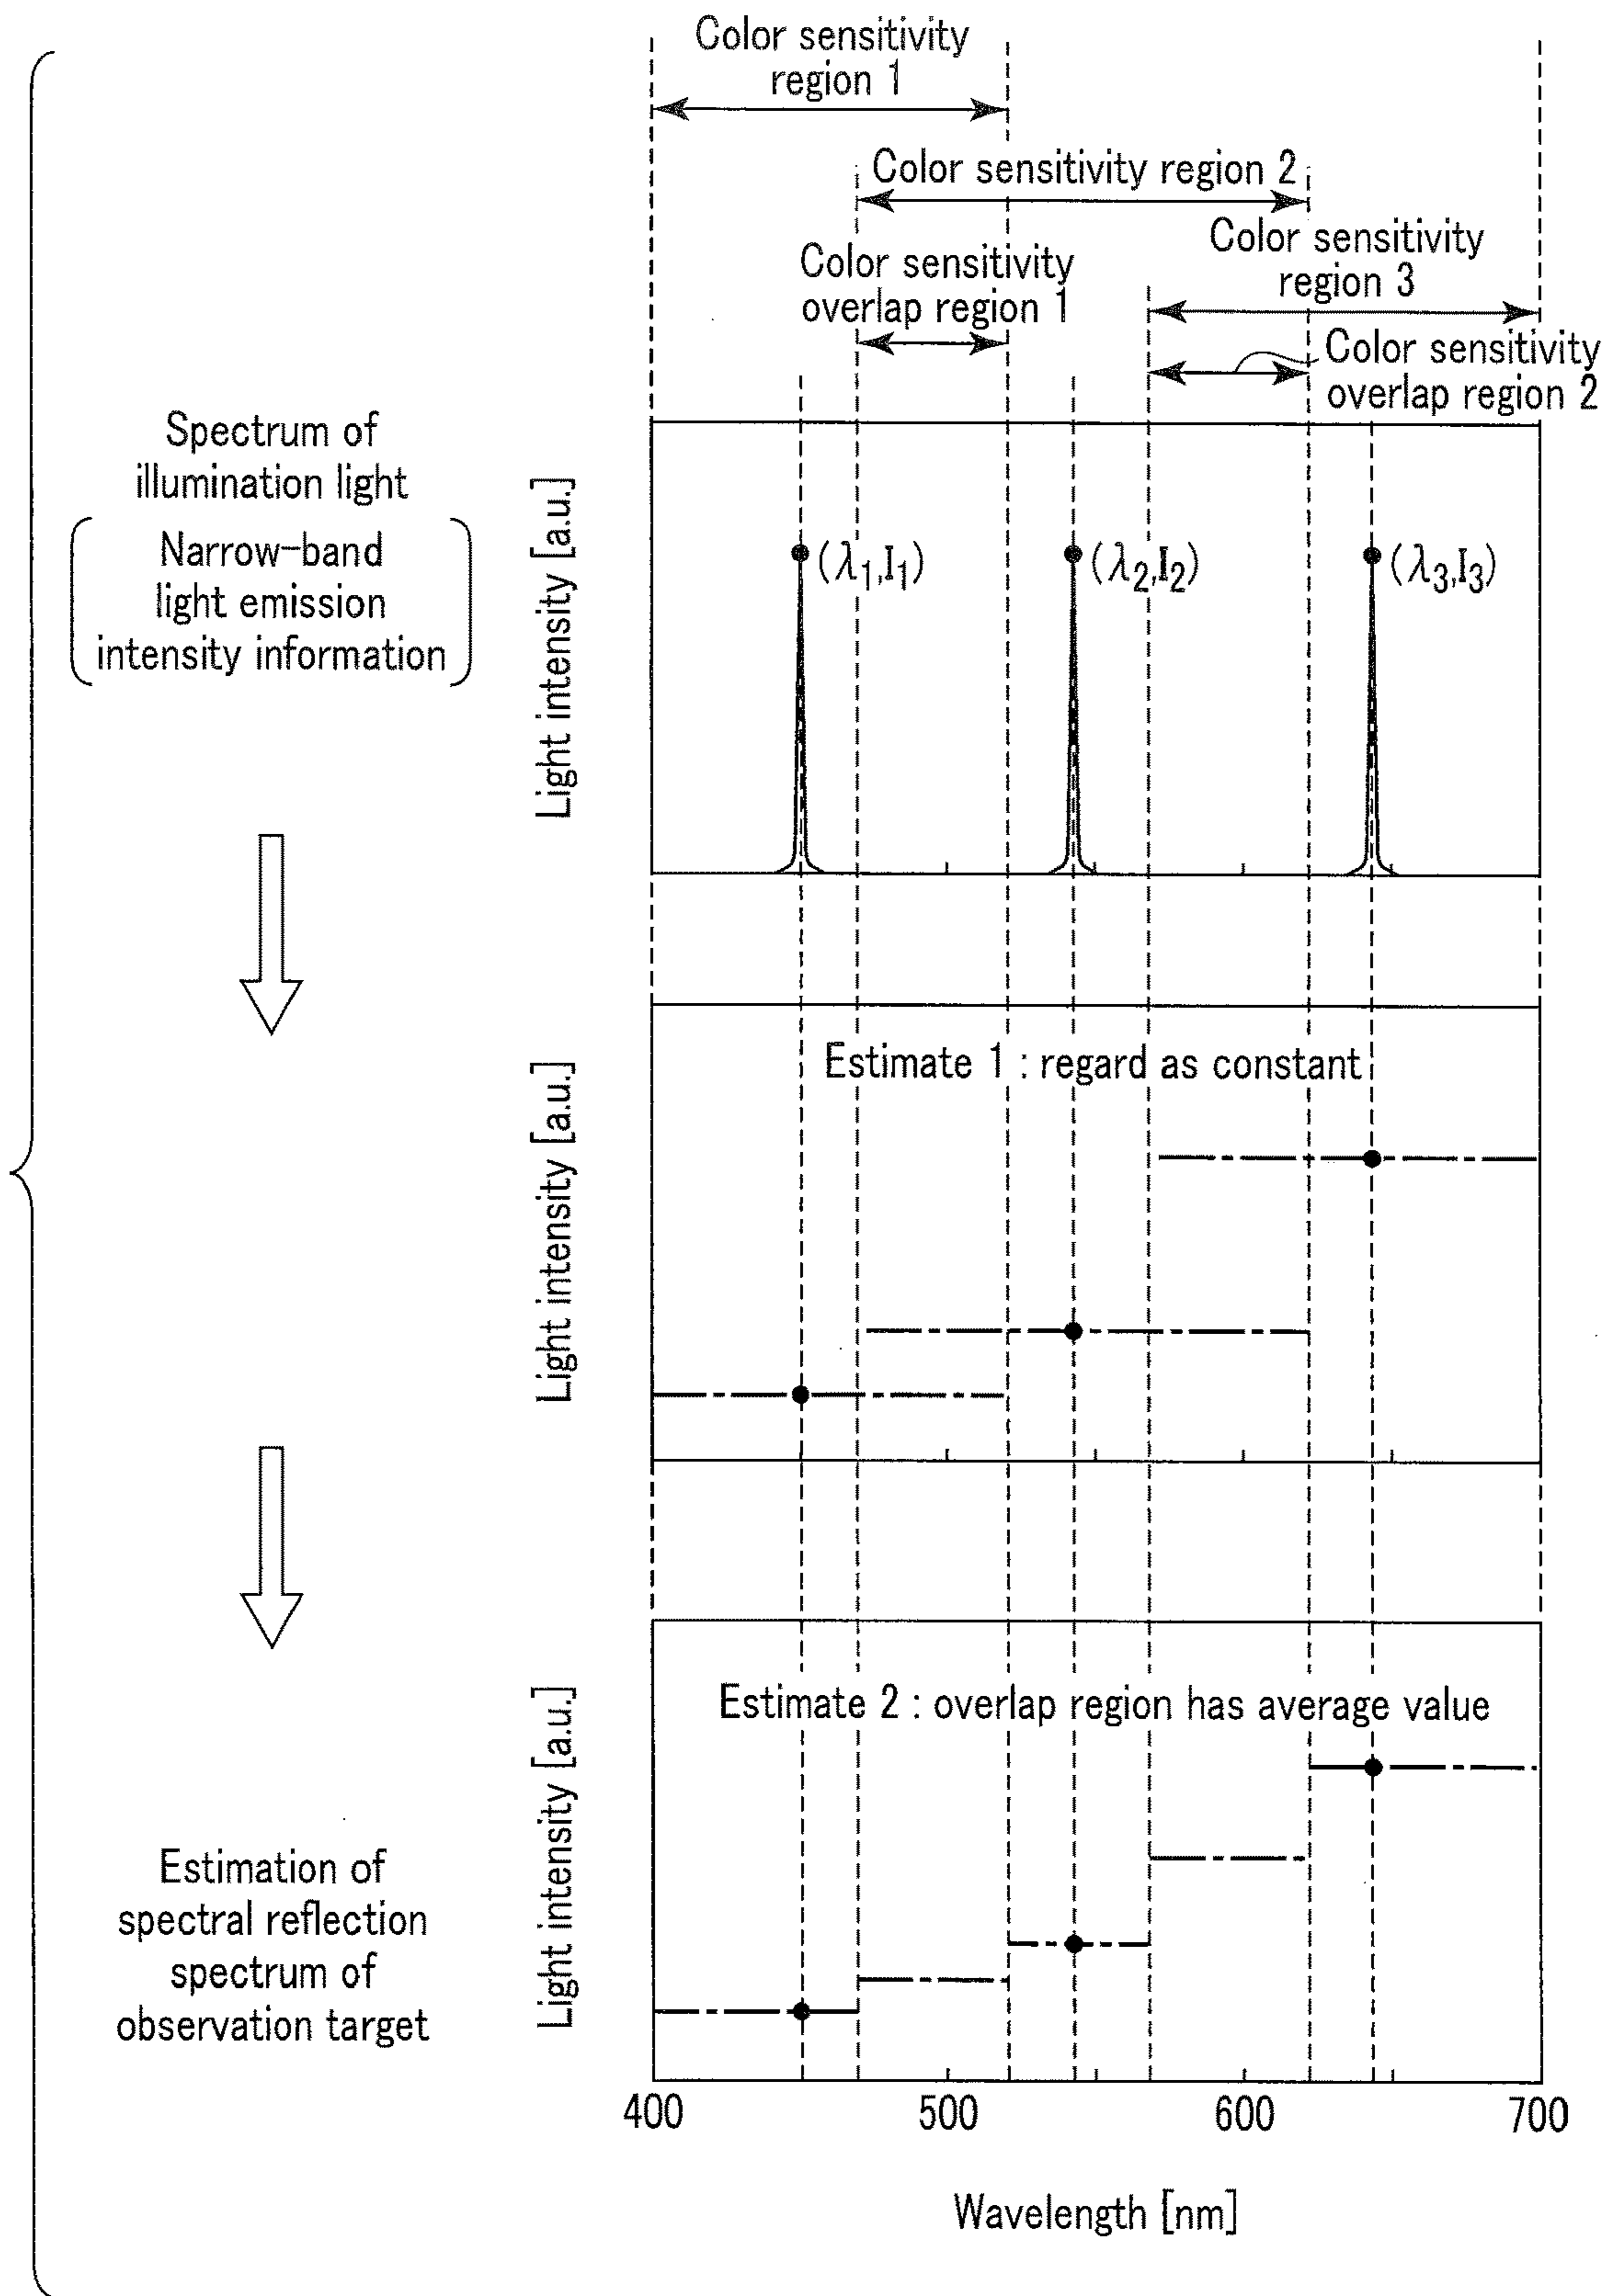 Color sensitivity
region 1
Color sensitivity region 2
Color sensitivity
region 3
Color sensitivity
overlap region 1
Color sensitivity
overlap region 2
Spectrum of
illumination light
Narrow-band
light emission
intensity information
Light intensity [a.u.]
(λ1,I1)
(λ2,I2)
(λ3,I3)
Light intensity [a.u.]
Estimate 1 : regard as constant
Light intensity [a.u.]
Estimate 2 : overlap region has average value
Estimation of
spectral reflection
spectrum of
observation target
400 500 600 700
Wavelength [nm]